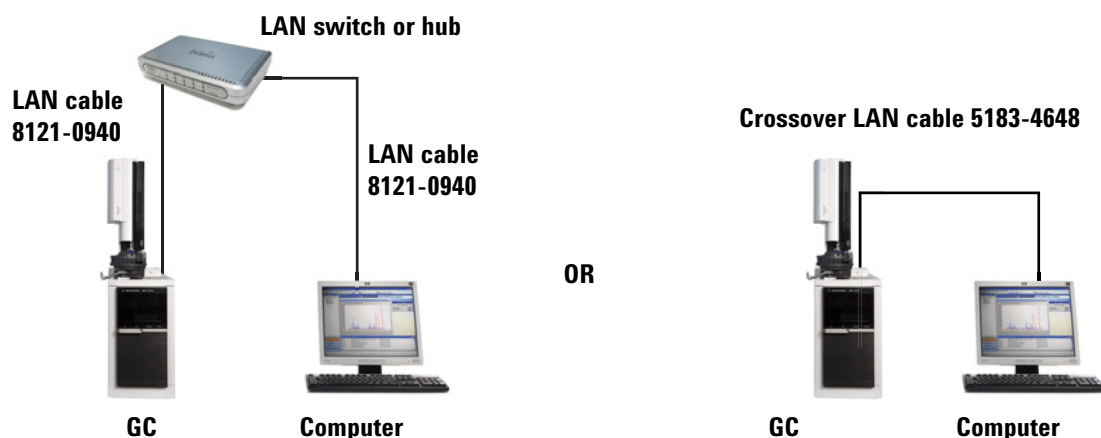 LAN switch or hub
LAN cable
8121-0940
LAN cable
8121-0940
GC
Computer
OR
Crossover LAN cable 5183-4648
GC
Computer